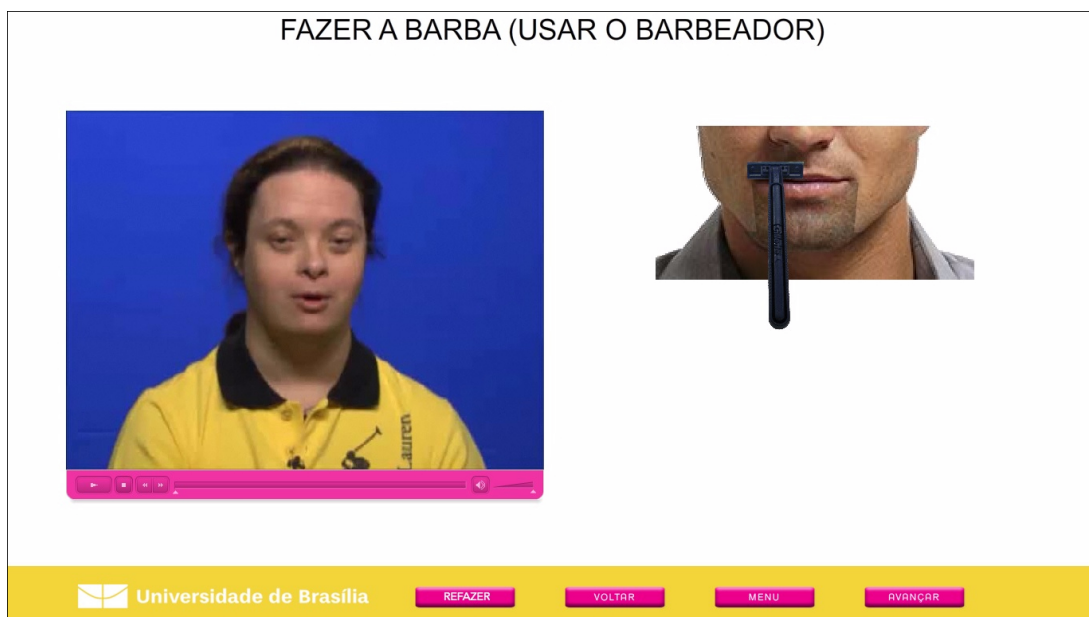 FAZER A BARBA (USAR O BARBEADOR)
Lauren
Universidade de Brasília
REFAZER
VOLTAR
MENU
AVANÇAR